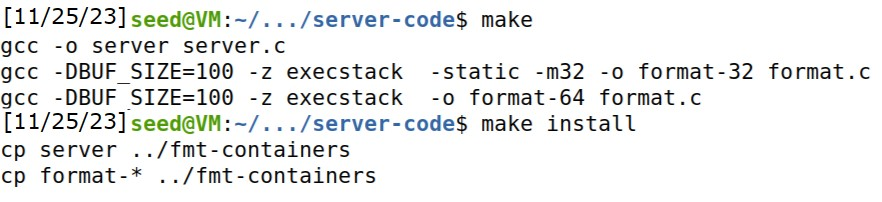 [11/25/23]seed@VM:~/.../server-code$ make
gcc -o server server.c
gcc -DBUF_SIZE=100 -z execstack  -static -m32 -o format-32 format.c
gcc -DBUF_SIZE=100 -z execstack  -o format-64 format.c
[11/25/23]seed@VM:~/.../server-code$ make install
cp server ../fmt-containers
cp format-* ../fmt-containers